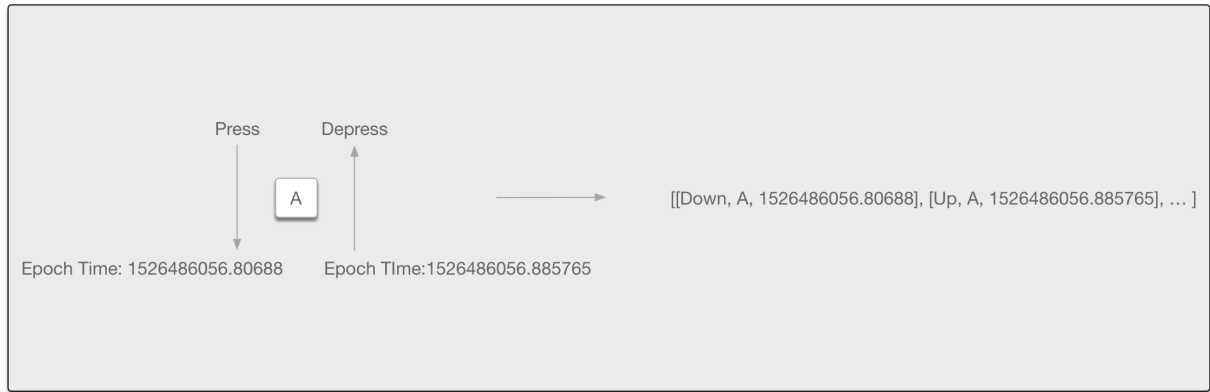 Press
Depress
A
[[Down, A, 1526486056.80688], [Up, A, 1526486056.885765], … ]
Epoch Time: 1526486056.80688
Epoch TIme:1526486056.885765